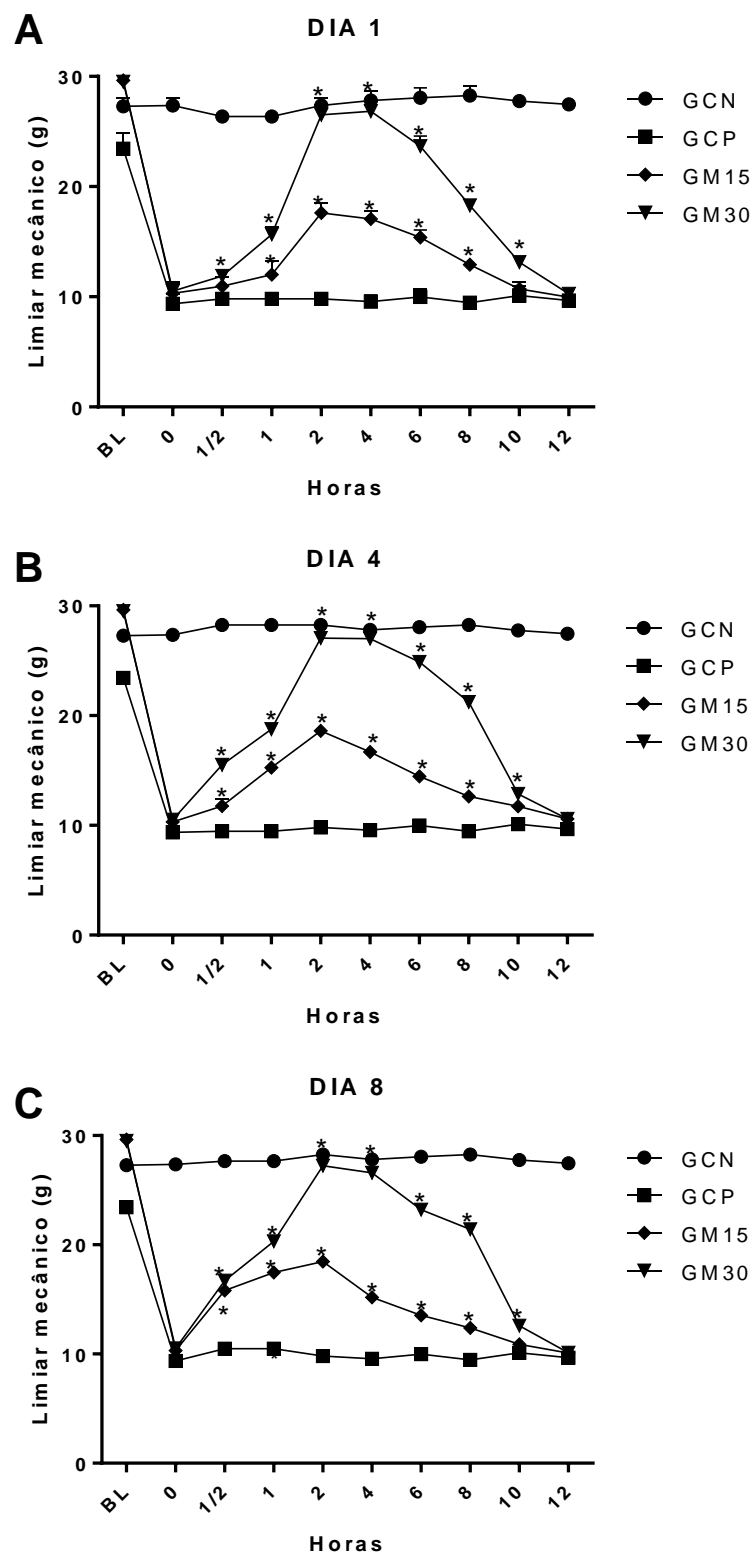 A
DIA 1
Limiar mecânico (g)
30
20
10
0
BL 0 1/2 1 2 4 6 8 10 12
Horas
GCN
GCP
GM15
GM30
* * * * * * *
* * * * *
B
DIA 4
Limiar mecânico (g)
30
20
10
0
BL 0 1/2 1 2 4 6 8 10 12
Horas
GCN
GCP
GM15
GM30
* * * * * * *
* * * * * *
C
DIA 8
Limiar mecânico (g)
30
20
10
0
BL 0 1/2 1 2 4 6 8 10 12
Horas
GCN
GCP
GM15
GM30
* * * * * * *
* * * * * *
*